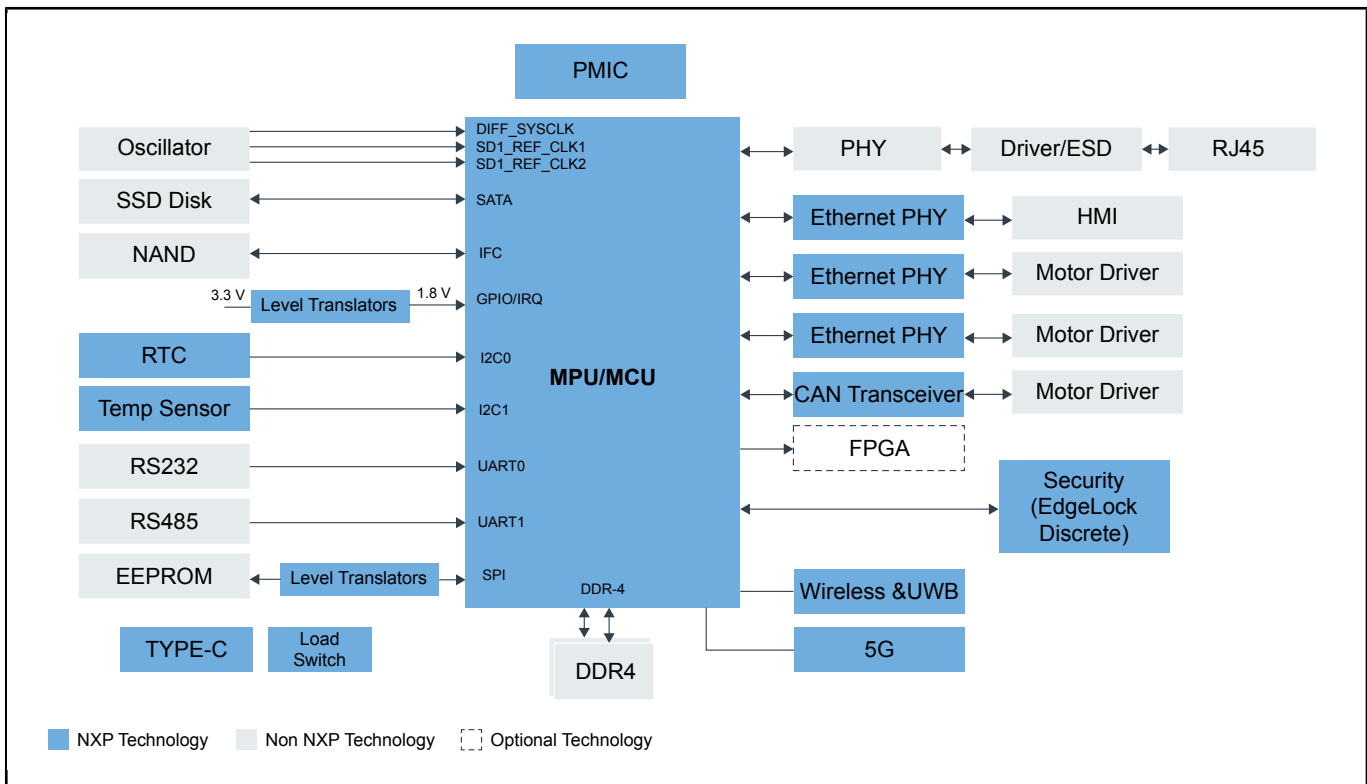 PMIC
Oscillator
DIFF_SYSCLK
SD1_REF_CLK1
SD1_REF_CLK2
SSD Disk
SATA
NAND
IFC
3.3 V
Level Translators
1.8 V
GPIO/IRQ
RTC
I2C0
Temp Sensor
I2C1
RS232
UART0
RS485
UART1
EEPROM
Level Translators
SPI
MPU/MCU
DDR-4
DDR4
TYPE-C
Load
Switch
PHY
Driver/ESD
RJ45
Ethernet PHY
HMI
Ethernet PHY
Motor Driver
Ethernet PHY
Motor Driver
CAN Transceiver
Motor Driver
FPGA
Security
(EdgeLock
Discrete)
Wireless &UWB
5G
NXP Technology
Non NXP Technology
Optional Technology